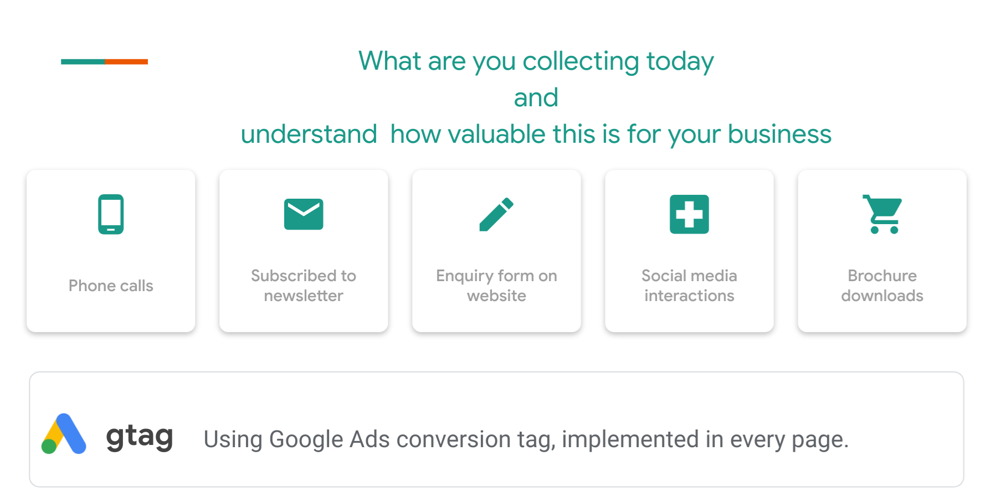 What are you collecting today
and
understand  how valuable this is for your business
Phone calls
Subscribed to
newsletter
Enquiry form on
website
Social media
interactions
Brochure
downloads
gtag
Using Google Ads conversion tag, implemented in every page.